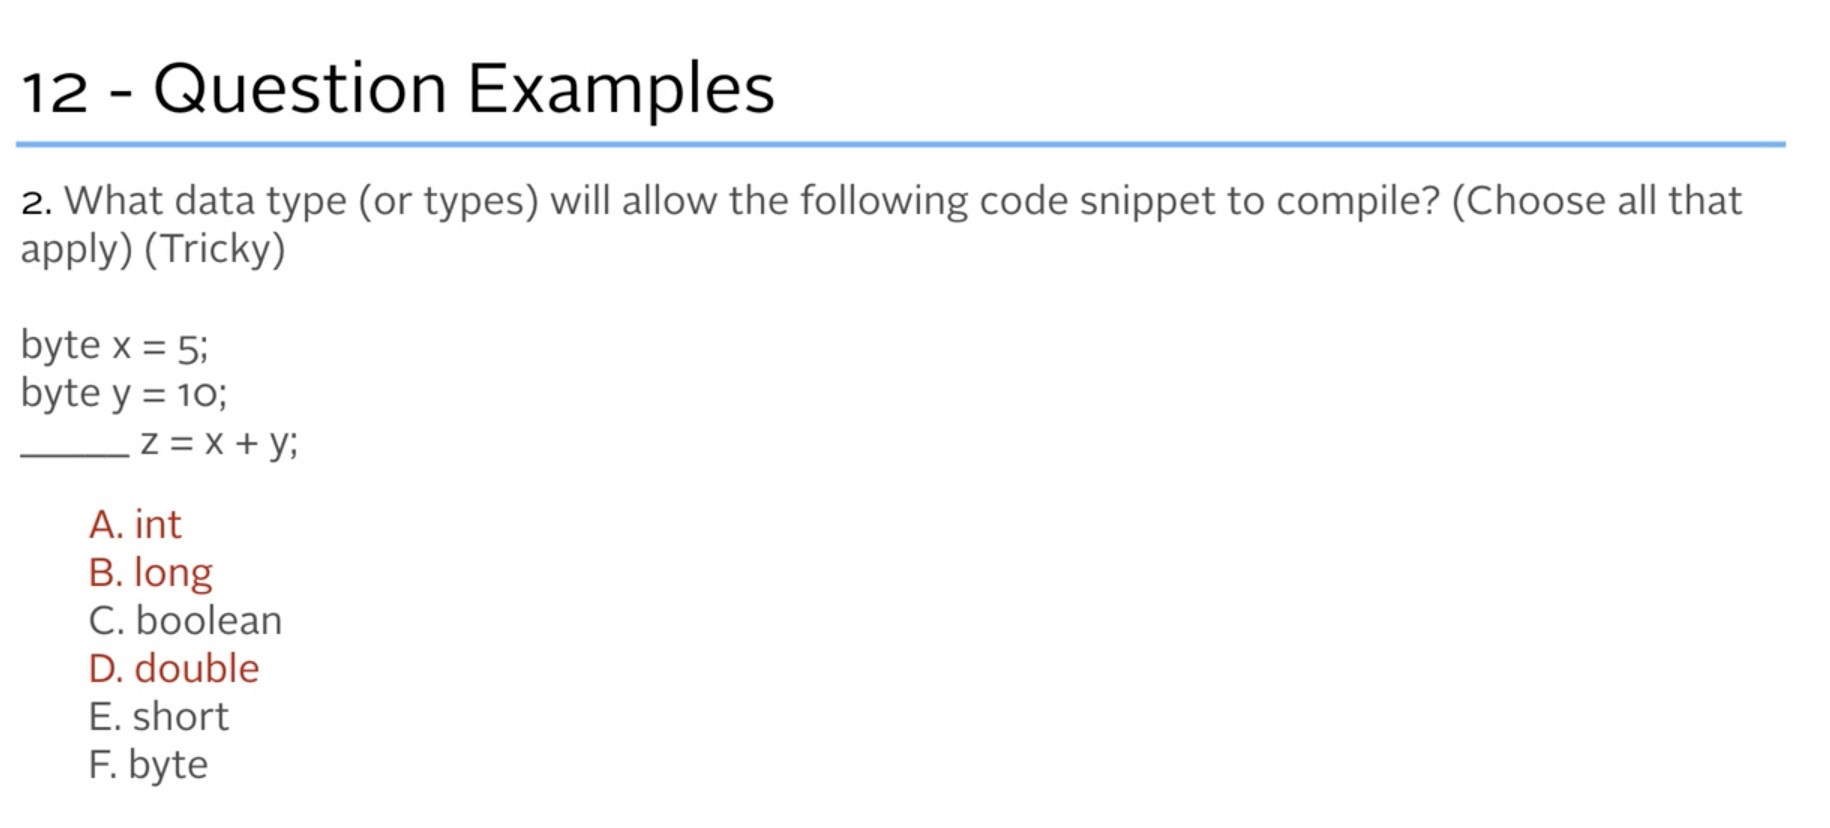 12 - Question Examples
2. What data type (or types) will allow the following code snippet to compile? (Choose all that
apply) (Tricky)
byte x = 5;
byte y = 10;
_____ z = x + y;
A. int
B. long
C. boolean
D. double
E. short
F. byte